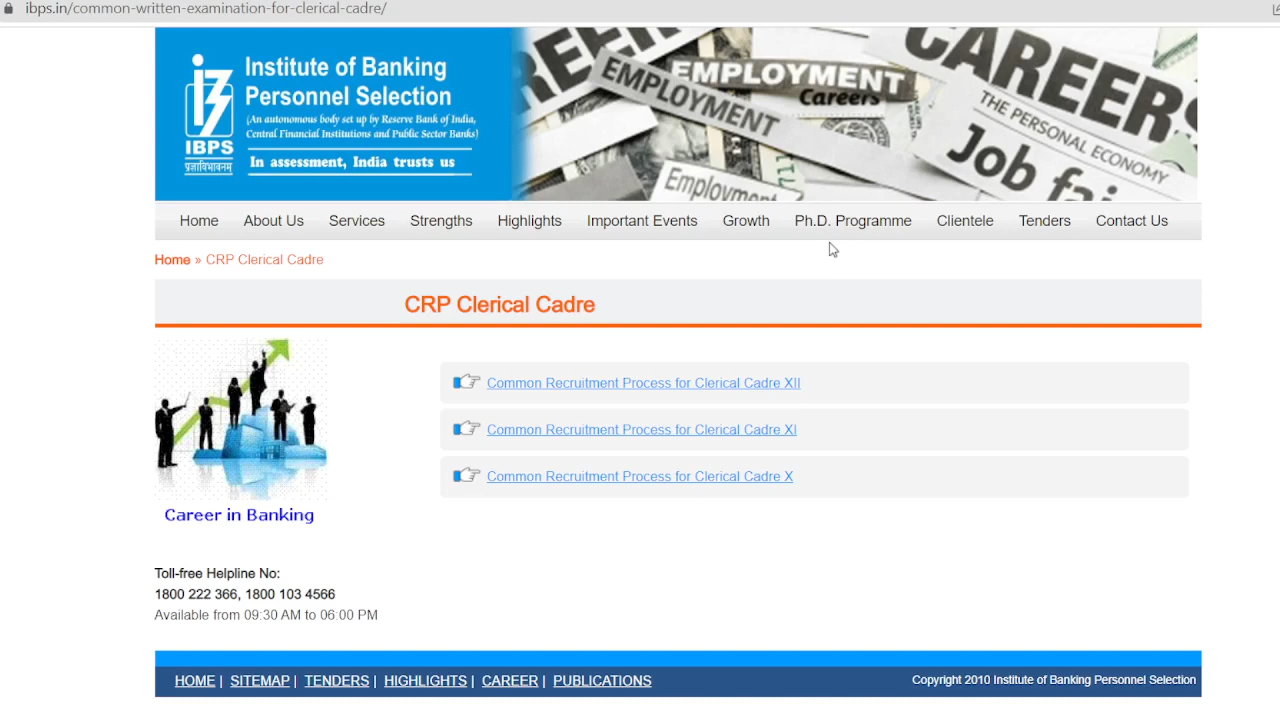 ibps.in/common-written-examination-for-clerical-cadre/
Institute of Banking
Personnel Selection
(An autonomous body set up by Reserve Bank of India,
Central Financial Institutions and Public Sector Banks)
In assessment, India trusts us
IBPS
प्रज्ञाविभावनम्
EMPLOYMENT
EMPLOYMENT
Careers
CAREERS
THE PERSONAL ECONOMY
Job fai
Employment
Home About Us Services Strengths Highlights Important Events Growth Ph.D. Programme Clientele Tenders Contact Us
Home » CRP Clerical Cadre
CRP Clerical Cadre
Common Recruitment Process for Clerical Cadre XII
Common Recruitment Process for Clerical Cadre XI
Common Recruitment Process for Clerical Cadre X
Career in Banking
Toll-free Helpline No:
1800 222 366, 1800 103 4566
Available from 09:30 AM to 06:00 PM
HOME | SITEMAP | TENDERS | HIGHLIGHTS | CAREER | PUBLICATIONS
Copyright 2010 Institute of Banking Personnel Selection